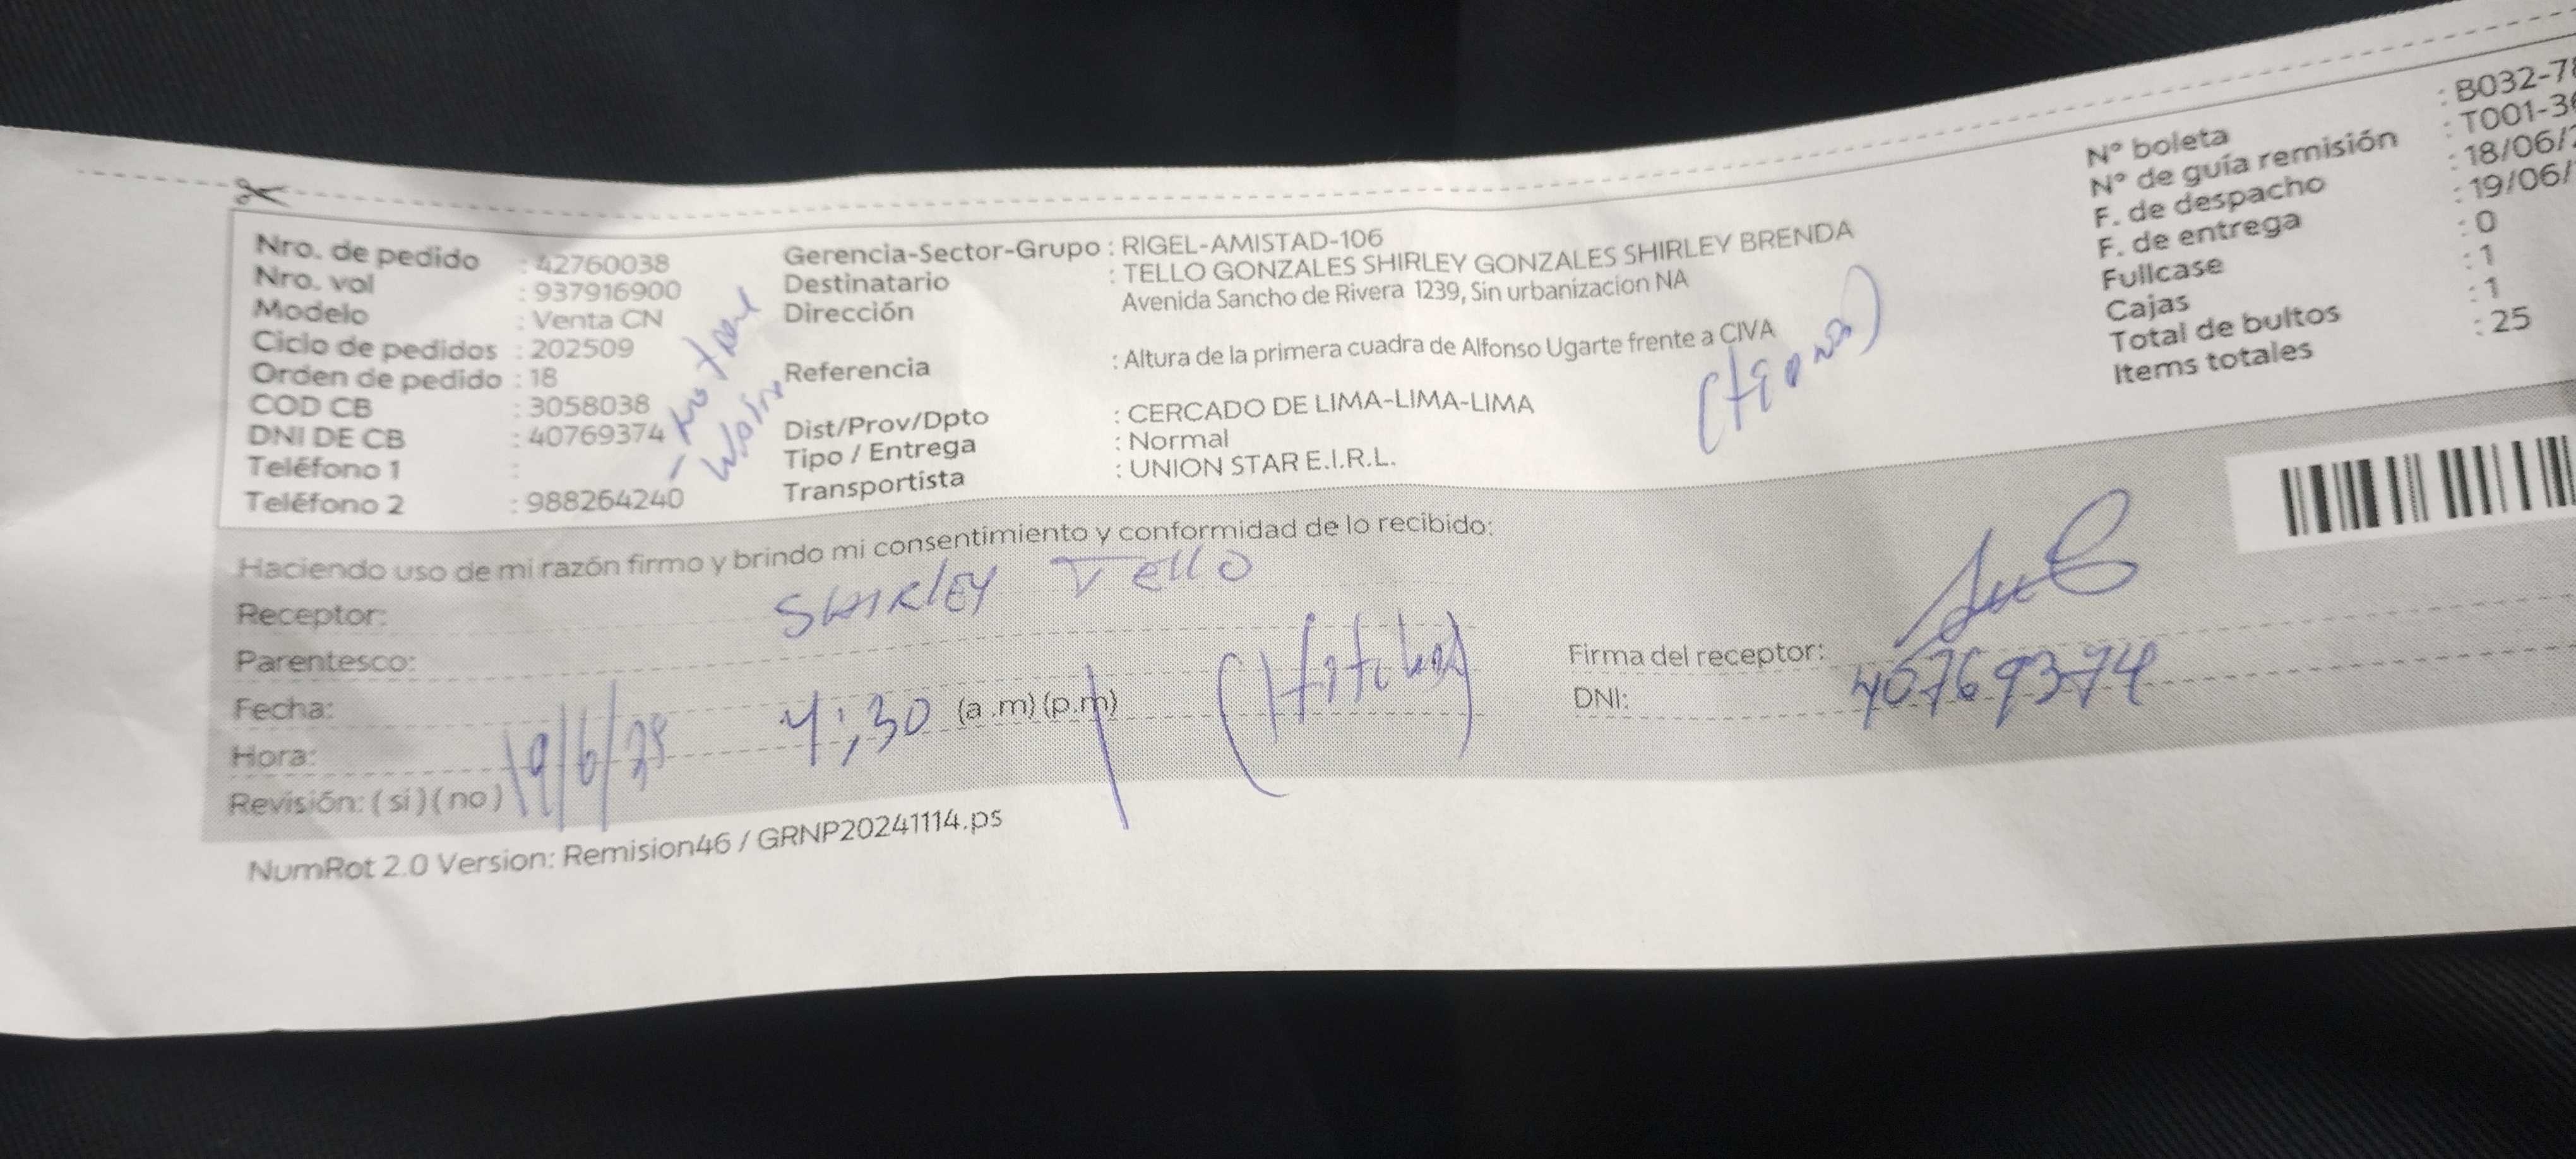 Nro. de pedido : 42760038
Nro. vol : 937916900
Modelo : Venta CN
Ciclo de pedidos : 202509
Orden de pedido : 18
COD CB : 3058038
DNI DE CB : 40769374
Teléfono 1 :
Teléfono 2 : 988264240
Gerencia-Sector-Grupo : RIGEL-AMISTAD-106
Destinatario : TELLO GONZALES SHIRLEY GONZALES SHIRLEY BRENDA
Dirección Avenida Sancho de Rivera 1239, Sin urbanizacion NA
Referencia : Altura de la primera cuadra de Alfonso Ugarte frente a CIVA
Dist/Prov/Dpto : CERCADO DE LIMA-LIMA-LIMA
Tipo / Entrega : Normal
Transportista : UNION STAR E.I.R.L.
N° boleta : B032-78
N° de guía remisión : T001-36
F. de despacho : 18/06/
F. de entrega : 19/06/
Fullcase : 0
Cajas : 1
Total de bultos : 1
Items totales : 25
Haciendo uso de mi razón firmo y brindo mi consentimiento y conformidad de lo recibido:
Receptor: SHIRLEY TELLO
Parentesco:
Fecha: 19/6/25
Hora: 4:30 (a .m) (p.m)
Revisión: ( si ) ( no )
Firma del receptor:
DNI: 40769374
NumRot 2.0 Version: Remision46 / GRNP20241114.ps